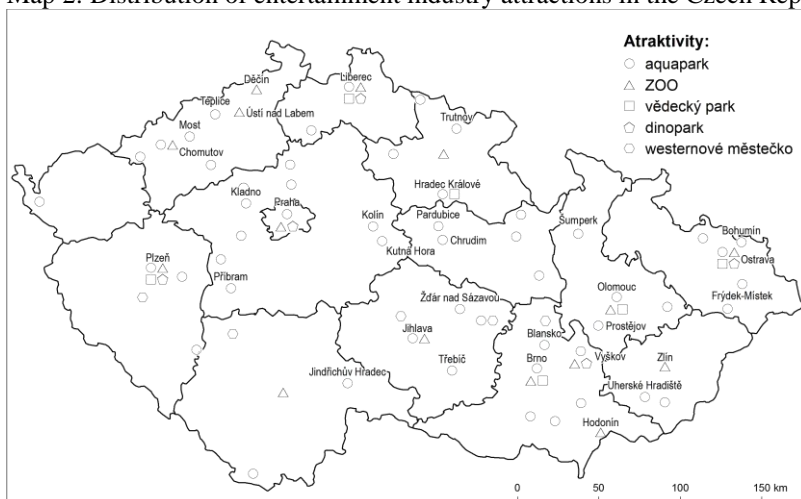 Map 2: Distribution of entertainment industry attractions in the Czech Rep
Atraktivity:
aquapark
ZOO
vědecký park
dinopark
westernové městečko
Děčín
Liberec
Teplice
Ústí nad Labem
Trutnov
Most
Chomutov
Hradec Králové
Kladno
Praha
Kolín
Pardubice
Šumperk
Bohumín
Chrudim
Kutná Hora
Ostrava
Plzeň
Příbram
Olomouc
Frýdek-Místek
Žďár nad Sázavou
Prostějov
Blansko
Jihlava
Vyškov
Zlín
Brno
Třebíč
Jindřichův Hradec
Uherské Hradiště
Hodonín
0 50 100 150 km